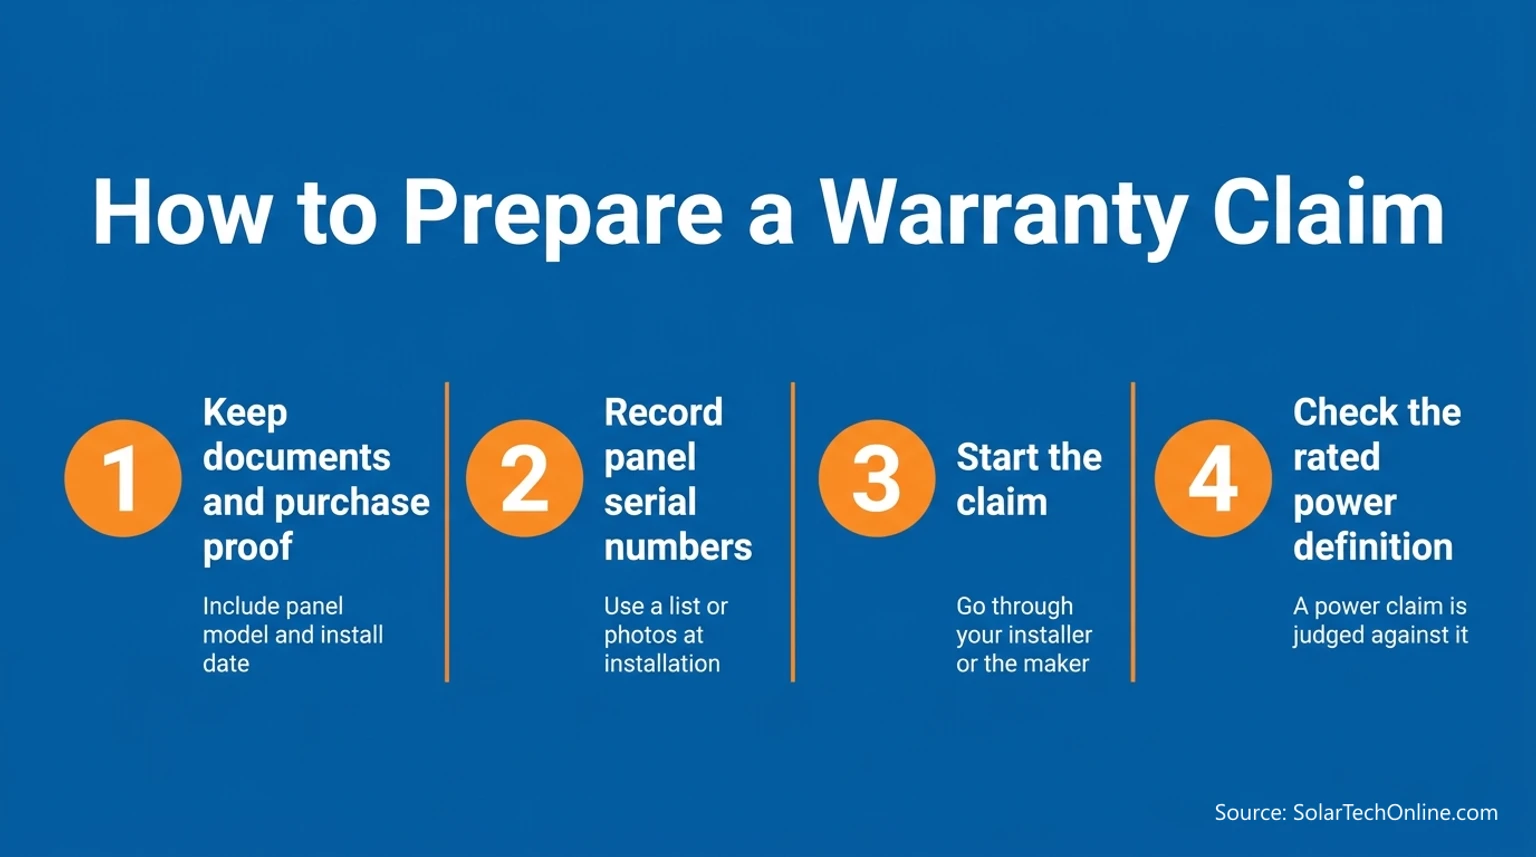 How to Prepare a Warranty Claim
1
Keep
documents
and purchase
proof
Include panel
model and install
date
2
Record
panel
serial
numbers
Use a list or
photos at
installation
3
Start the
claim
Go through
your installer
or the maker
4
Check the
rated
power
definition
A power claim is
judged against it
Source: SolarTechOnline.com